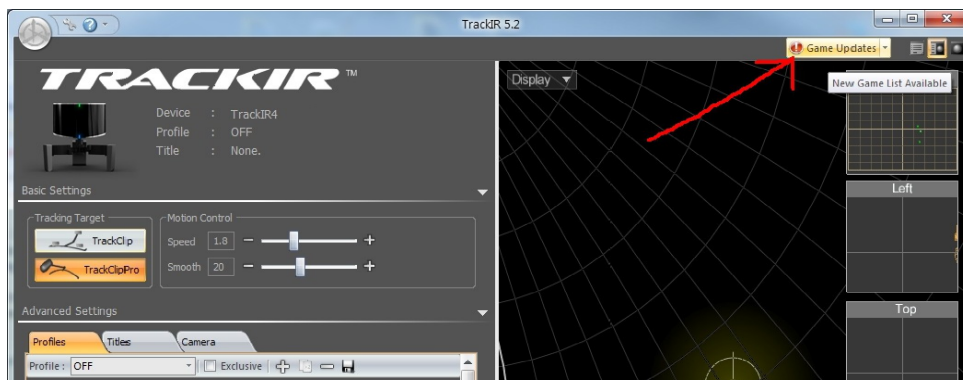 TrackIR 5.2
Game Updates
New Game List Available
TRACKIR™
Display
Device : TrackIR4
Profile : OFF
Title : None.
Basic Settings
Tracking Target
Motion Control
TrackClip
Speed 1.0
TrackClipPro
Smooth 20
Left
Advanced Settings
Top
Profiles Titles Camera
Profile : OFF Exclusive